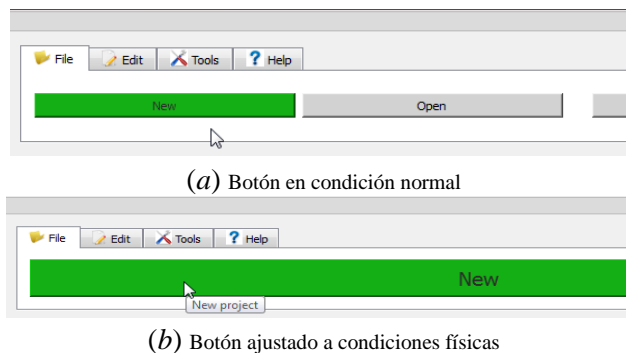 File Edit Tools ? Help
New Open
(a) Botón en condición normal
File Edit Tools ? Help
New
New project
(b) Botón ajustado a condiciones físicas